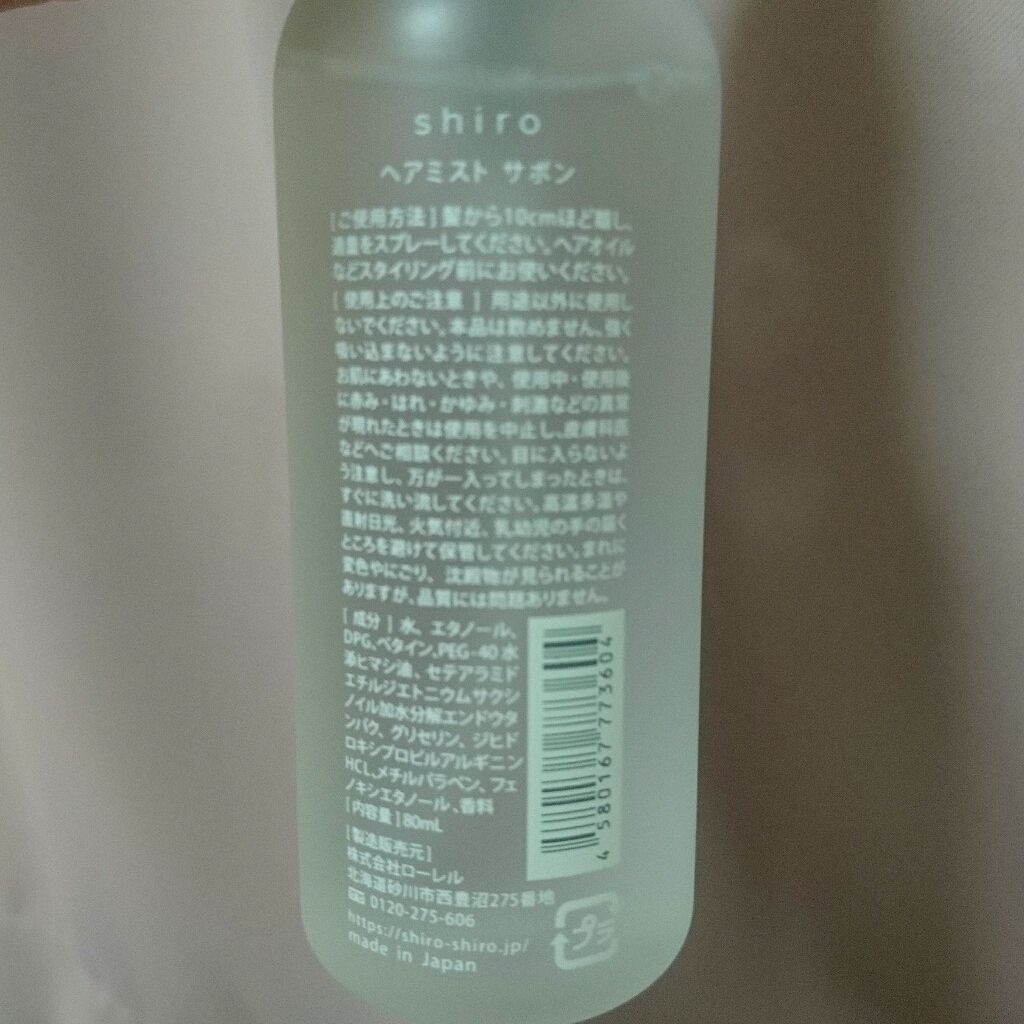 shiro
ヘアミスト サボン
[ご使用方法] 髪から10cmほど離し、
適量をスプレーしてください。ヘアオイル
などスタイリング前にお使いください。
[使用上のご注意] 用途以外に使用し
ないでください。本品は飲めません。強く
吸い込まないように注意してください。
お肌にあわないときや、使用中・使用後
に赤み・はれ・かゆみ・刺激などの異常
が現れたときは使用を中止し、皮膚科医
などへご相談ください。目に入らないよ
う注意し、万が一入ってしまったときは、
すぐに洗い流してください。高温多湿や
直射日光、火気付近、乳幼児の手の届く
ところを避けて保管してください。まれに
変色やにごり、沈殿物が見られることが
ありますが、品質には問題ありません。
[成分] 水、エタノール、
DPG、ベタイン、PEG-40 水
添ヒマシ油、セテアラミド
エチルジエトニウムサクシ
ノイル加水分解エンドウタ
ンパク、グリセリン、ジヒド
ロキシプロピルアルギニン
HCL、メチルパラベン、フェ
ノキシエタノール、香料
[内容量] 80mL
[製造販売元]
株式会社ローレル
北海道砂川市西豊沼275番地
0120-275-606
https://shiro-shiro.jp/
made in Japan
4 580167 773604
プラ